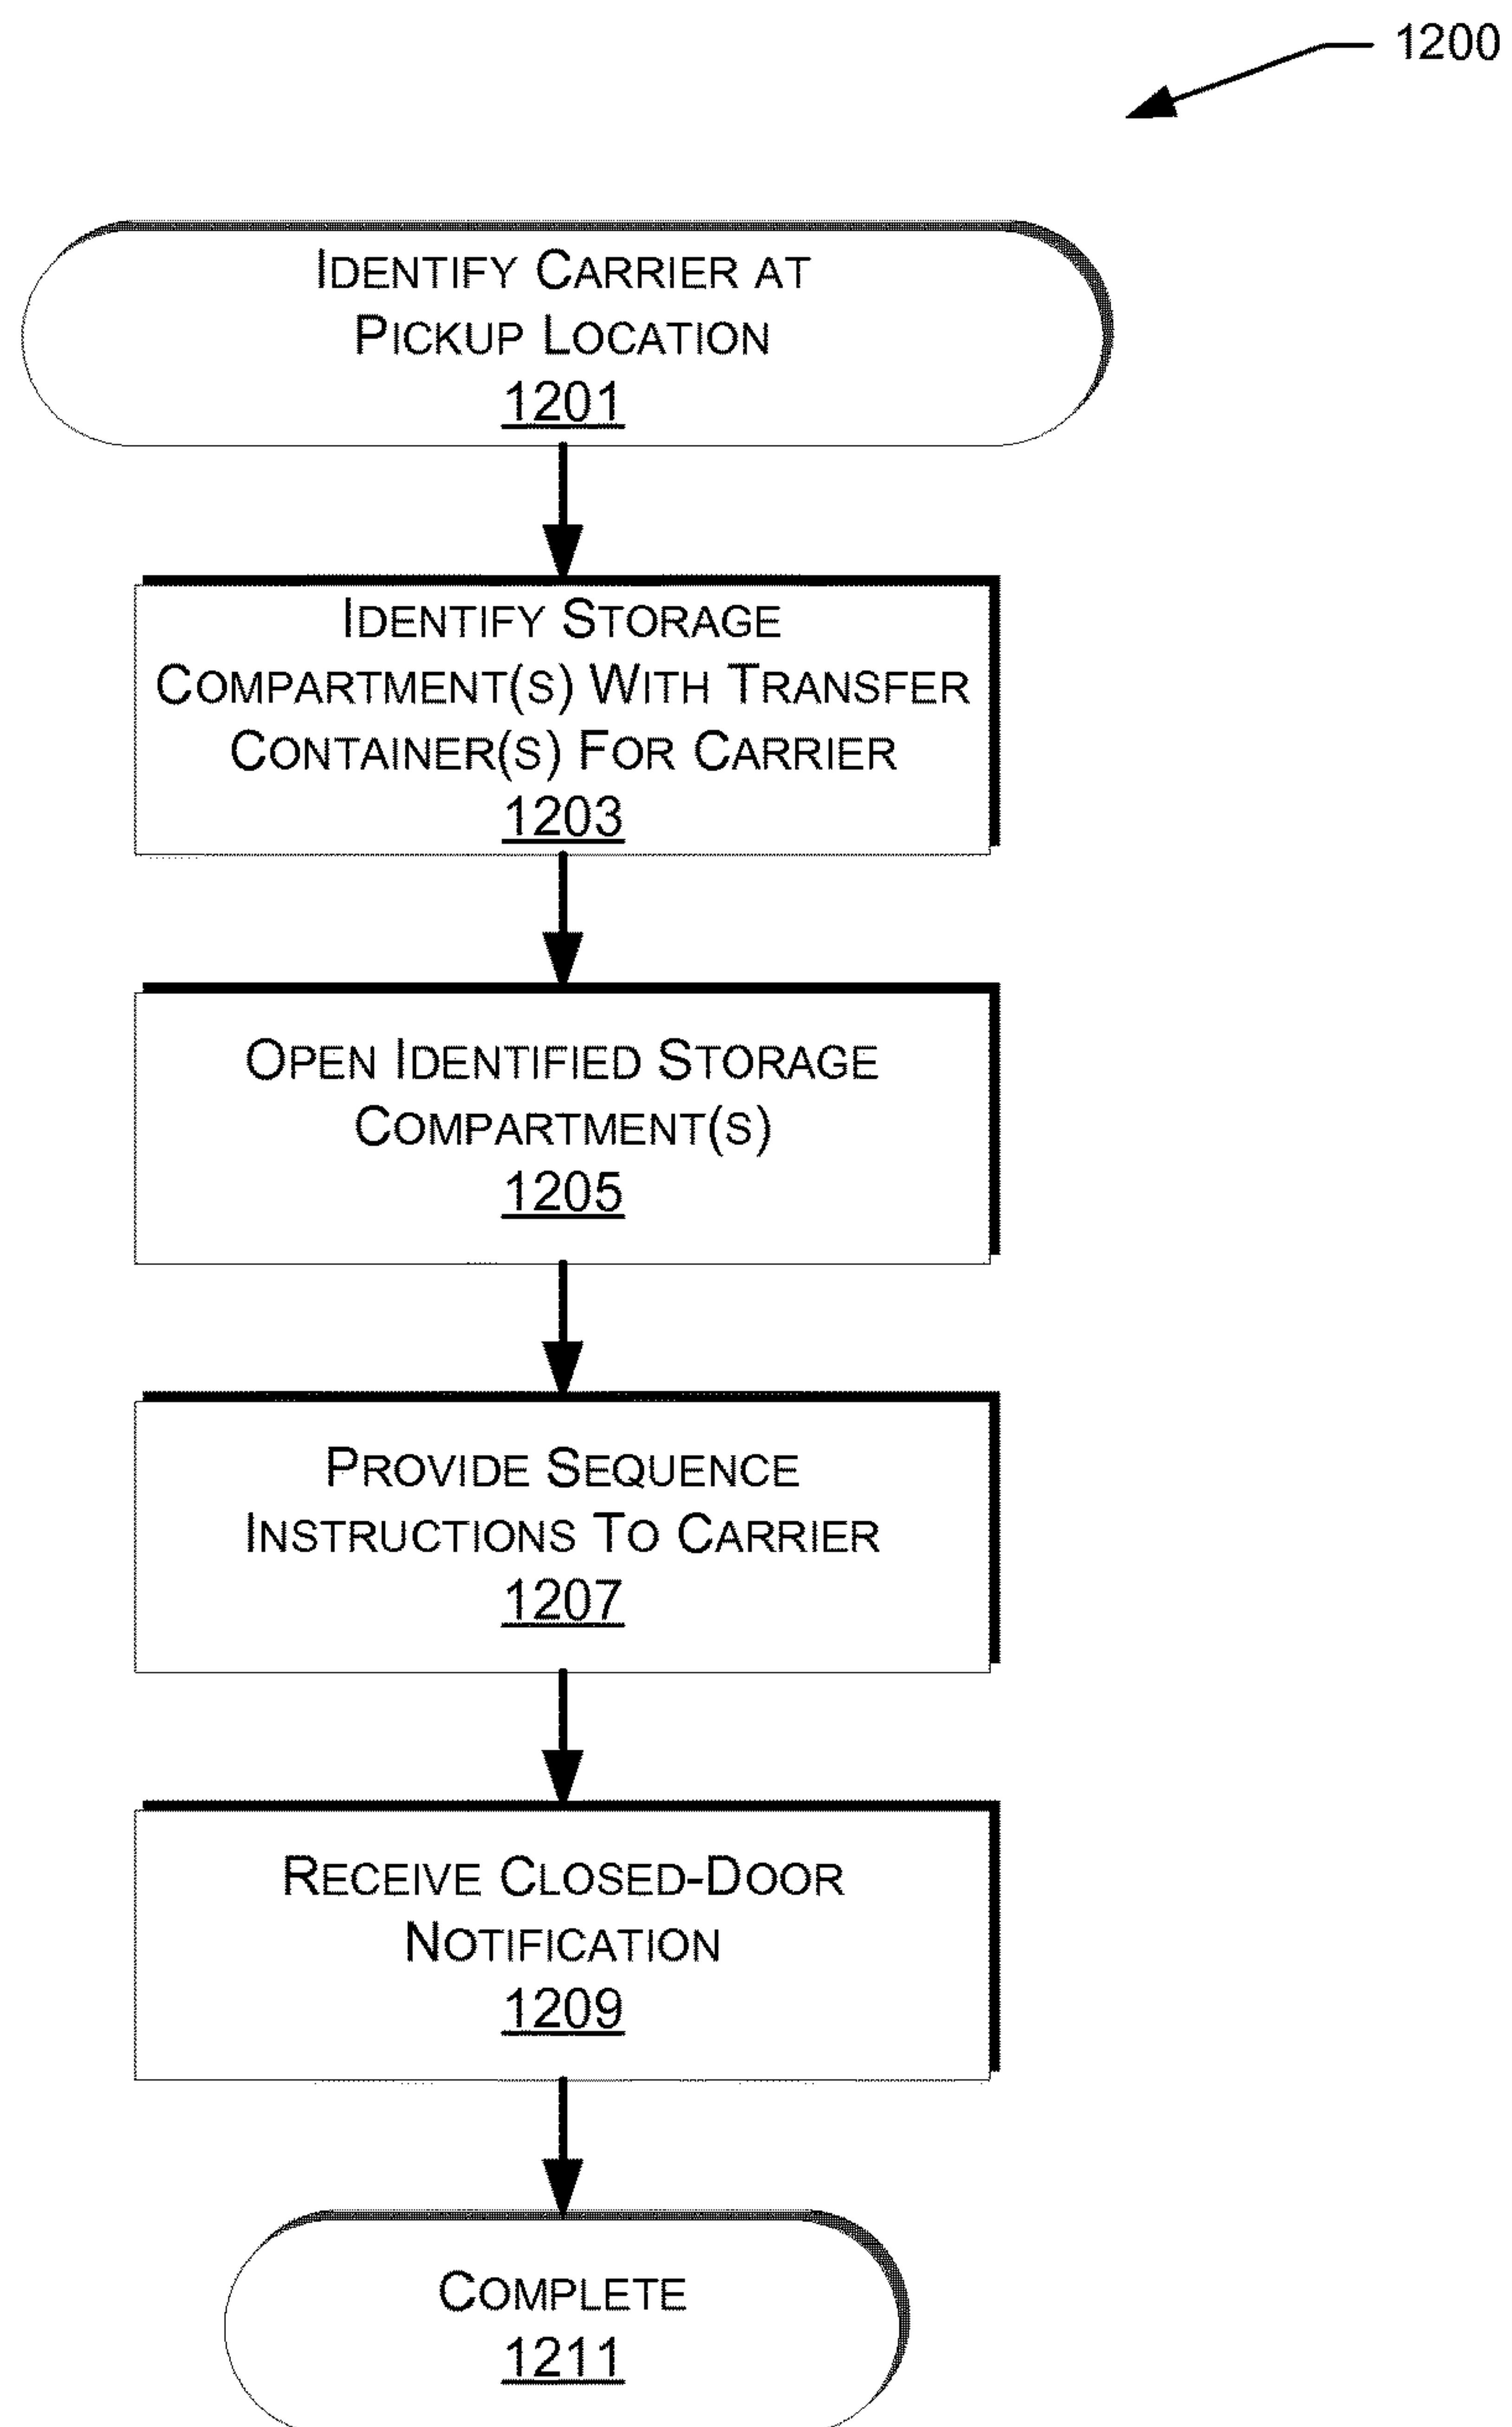 1200
IDENTIFY CARRIER AT
PICKUP LOCATION
1201
IDENTIFY STORAGE
COMPARTMENT(S) WITH TRANSFER
CONTAINER(S) FOR CARRIER
1203
OPEN IDENTIFIED STORAGE
COMPARTMENT(S)
1205
PROVIDE SEQUENCE
INSTRUCTIONS TO CARRIER
1207
RECEIVE CLOSED-DOOR
NOTIFICATION
1209
COMPLETE
1211